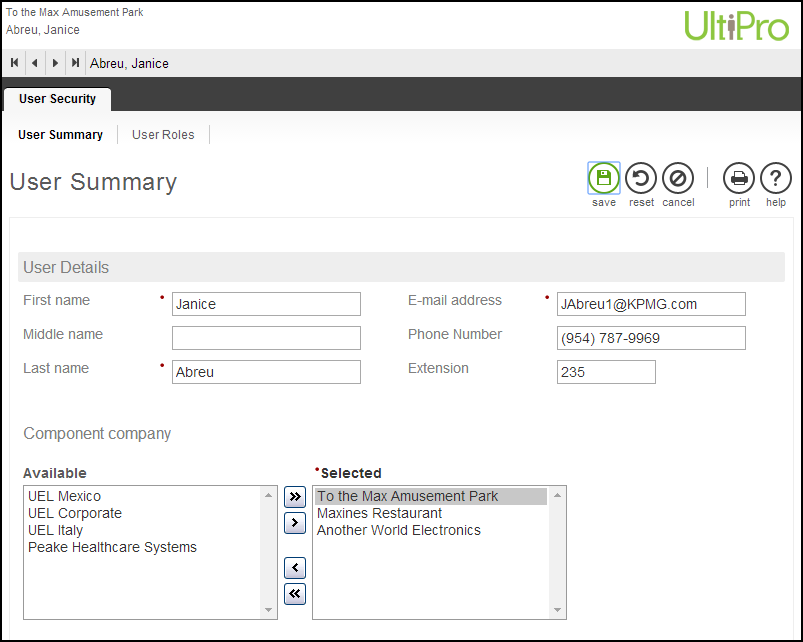 To the Max Amusement Park
Abreu, Janice
UltiPro
Abreu, Janice
User Security
User Summary
User Roles
User Summary
save
reset
cancel
print
? help
User Details
First name * Janice
E-mail address * JAbreu1@KPMG.com
Middle name
Phone Number (954) 787-9969
Last name * Abreu
Extension 235
Component company
Available
*Selected
UEL Mexico
UEL Corporate
UEL Italy
Peake Healthcare Systems
To the Max Amusement Park
Maxines Restaurant
Another World Electronics